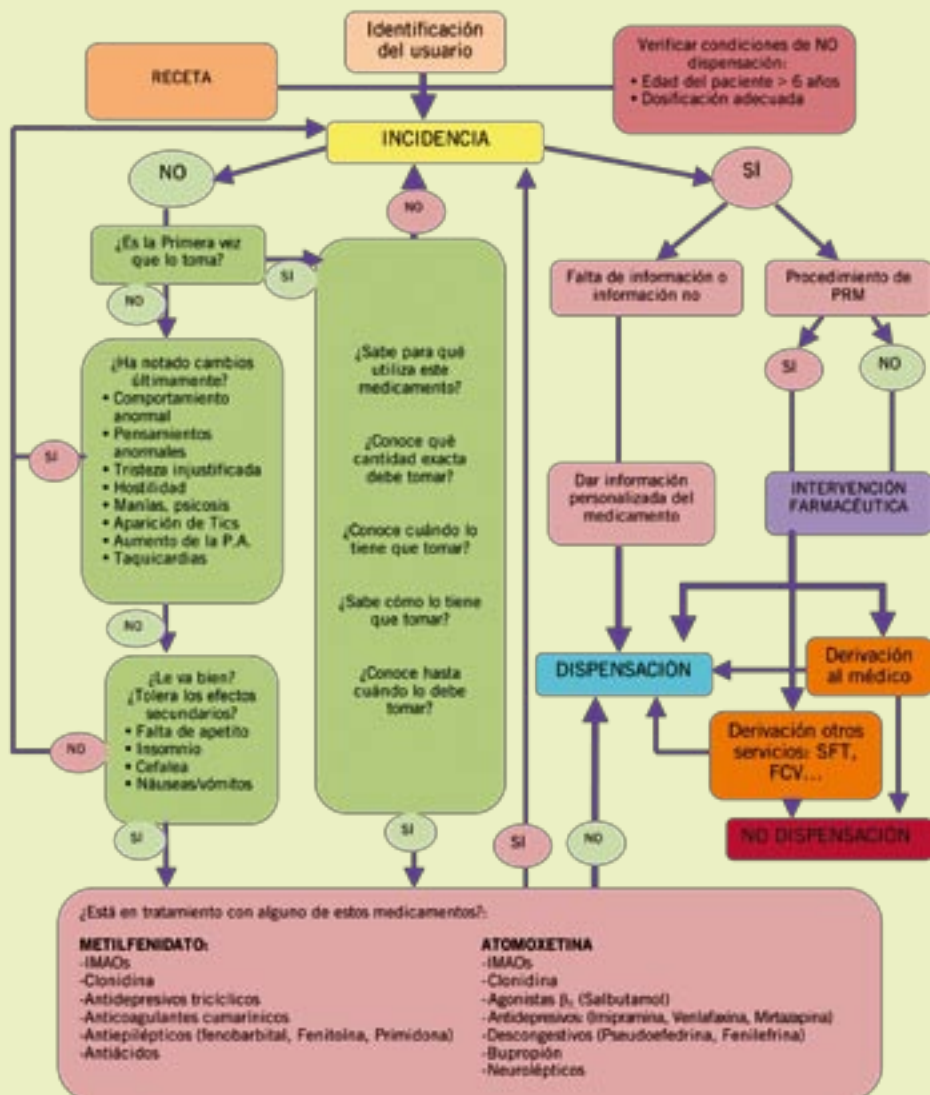 Identificación
del usuario
RECETA
Verificar condiciones de NO
dispensación:
• Edad del paciente > 6 años
• Dosificación adecuada
INCIDENCIA
NO
SI
NO
¿Es la Primera vez
que lo toma?
SI
NO
Falta de información o
información no
Procedimiento de
PRM
SI
NO
¿Ha notado cambios
últimamente?
• Comportamiento
anormal
• Pensamientos
anormales
• Tristeza injustificada
• Hostilidad
• Manías, psicosis
• Aparición de Tics
• Aumento de la P.A.
• Taquicardias
SI
NO
¿Sabe para qué
utiliza este
medicamento?
¿Conoce qué
cantidad exacta
debe tomar?
¿Conoce cuándo lo
tiene que tomar?
¿Sabe cómo lo tiene
que tomar?
¿Conoce hasta
cuándo lo debe
tomar?
Dar información
personalizada del
medicamento
INTERVENCIÓN
FARMACÉUTICA
DISPENSACIÓN
Derivación
al médico
Derivación otros
servicios: SFT,
FCV...
NO DISPENSACIÓN
¿Le va bien?
¿Tolera los efectos
secundarios?
• Falta de apetito
• Insomnio
• Cefalea
• Náuseas/vómitos
NO
SI
SI
SI
NO
¿Está en tratamiento con alguno de estos medicamentos?:
METILFENIDATO:
-IMAOs
-Clonidina
-Antidepresivos tricíclicos
-Anticoagulantes cumarínicos
-Antiepilépticos (fenobarbital, Fenitoína, Primidona)
-Antiácidos
ATOMOXETINA
-IMAOs
-Clonidina
-Agonistas β, (Salbutamol)
-Antidepresivos: (Imipramina, Venlafaxina, Mirtazapina)
-Descongestivos (Pseudoefedrina, Fenilefrina)
-Bupropión
-Neurolépticos